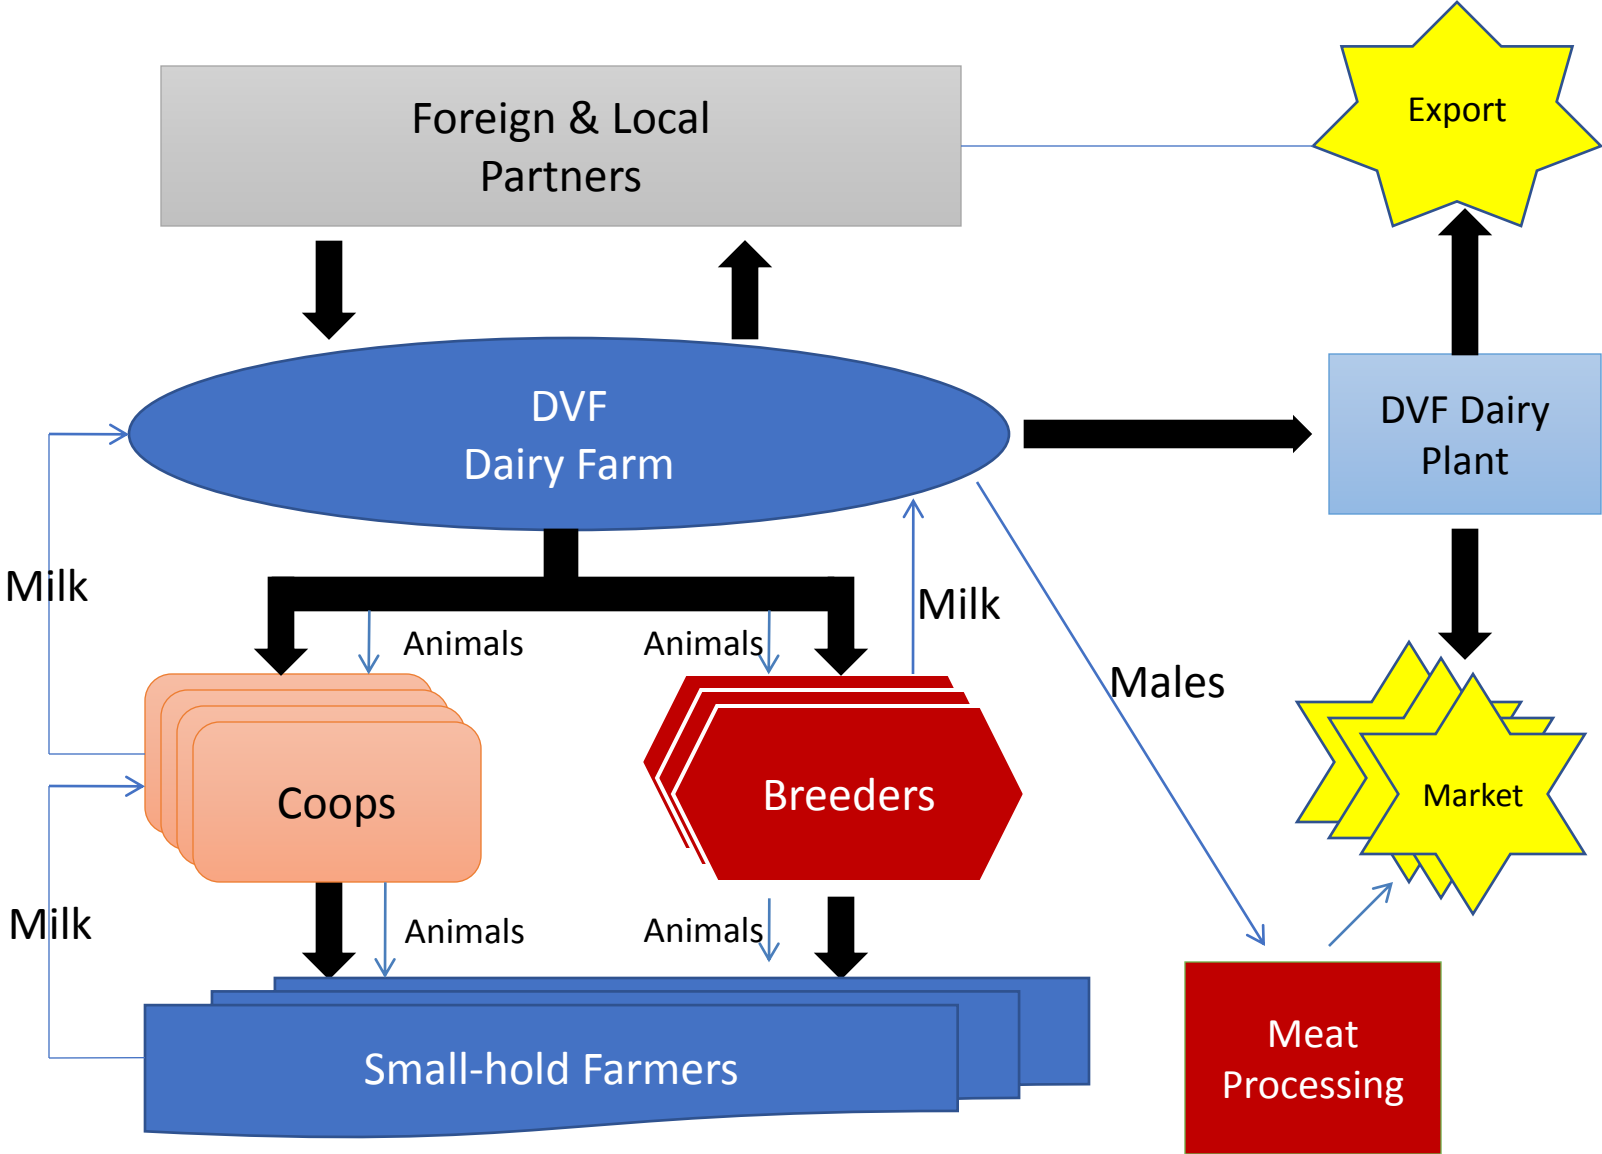 Foreign & Local
Partners
Export
DVF
Dairy Farm
DVF Dairy
Plant
Milk
Animals
Animals
Milk
Males
Coops
Breeders
Market
Milk
Animals
Animals
Small-hold Farmers
Meat
Processing